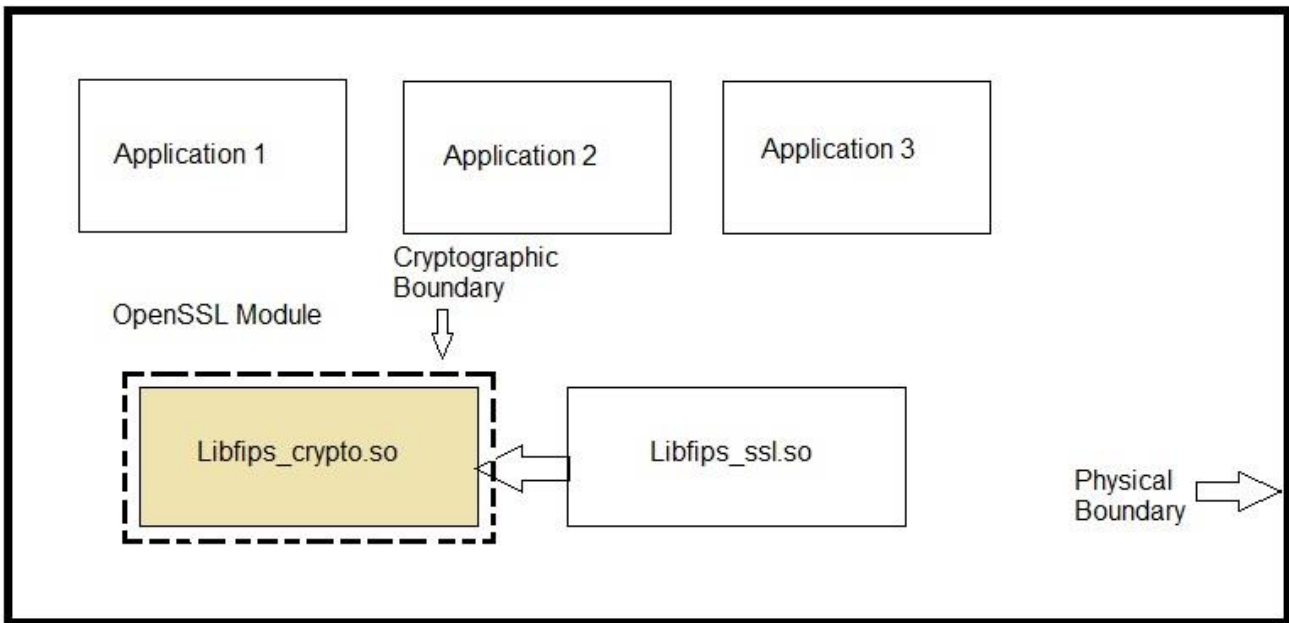 Application 1
Application 2
Application 3
Cryptographic
Boundary
OpenSSL Module
Libfips_crypto.so
Libfips_ssl.so
Physical
Boundary